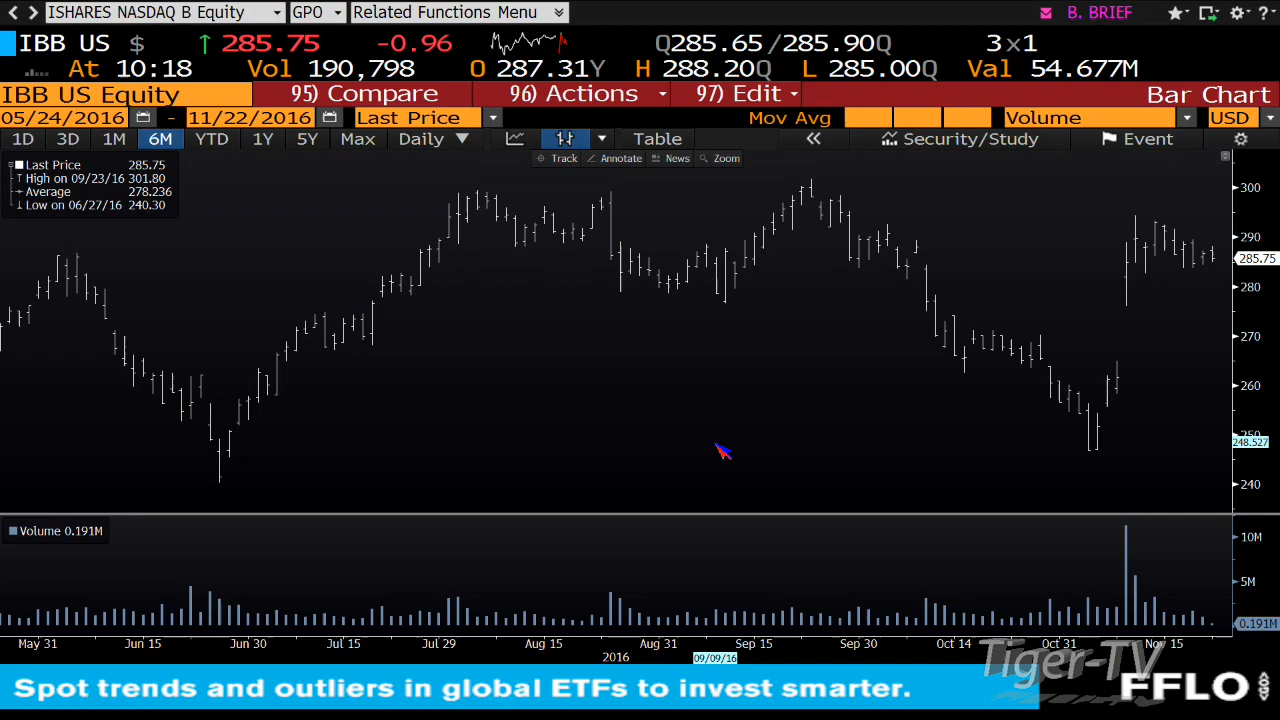 ISHARES NASDAQ B Equity GPO Related Functions Menu B. BRIEF ?
IBB US $ ↑ 285.75 -0.96 Q285.65/285.90Q 3x1
At 10:18 Vol 190,798 O 287.31Y H 288.20Q L 285.00Q Val 54.677M
IBB US Equity 95) Compare 96) Actions 97) Edit Bar Chart
05/24/2016 - 11/22/2016 Last Price Mov Avg Volume USD
1D 3D 1M 6M YTD 1Y 5Y Max Daily Table Security/Study Event
Track Annotate News Zoom
Last Price 285.75
High on 09/23/16 301.80
Average 278.236
Low on 06/27/16 240.30
300
290
285.75
280
270
260
250
248.527
240
Volume 0.191M
10M
5M
0.191M
May 31 Jun 15 Jun 30 Jul 15 Jul 29 Aug 15 Aug 31 Sep 15 Sep 30 Oct 14 Oct 31 Nov 15
2016 09/09/16
Tiger-TV
Spot trends and outliers in global ETFs to invest smarter. FFLO